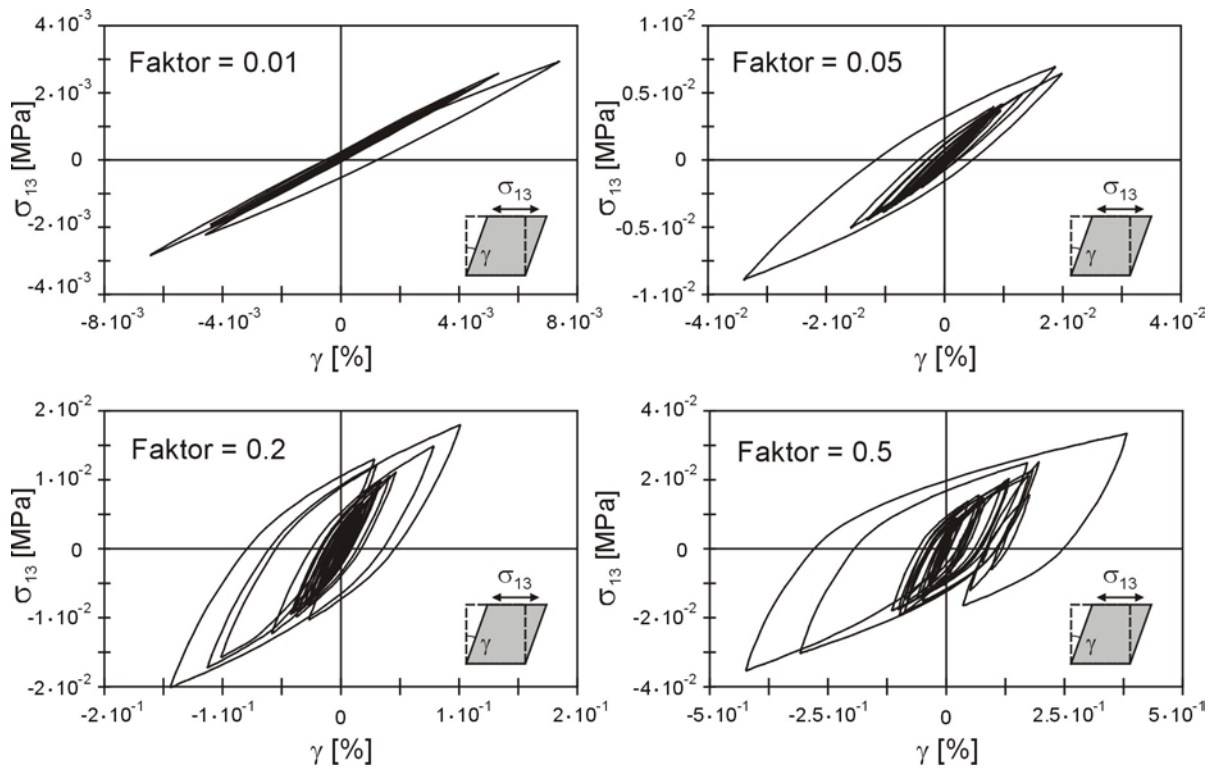 4·10⁻³
Faktor = 0.01
2·10⁻³
0
-2·10⁻³
-4·10⁻³
σ₁₃ [MPa]
σ₁₃
γ
-8·10⁻³ -4·10⁻³ 0 4·10⁻³ 8·10⁻³
γ [%]
1·10⁻²
Faktor = 0.05
0.5·10⁻²
0
-0.5·10⁻²
-1·10⁻²
σ₁₃ [MPa]
σ₁₃
γ
-4·10⁻² -2·10⁻² 0 2·10⁻² 4·10⁻²
γ [%]
2·10⁻²
Faktor = 0.2
1·10⁻²
0
-1·10⁻²
-2·10⁻²
σ₁₃ [MPa]
σ₁₃
γ
-2·10⁻¹ -1·10⁻¹ 0 1·10⁻¹ 2·10⁻¹
γ [%]
4·10⁻²
Faktor = 0.5
2·10⁻²
0
-2·10⁻²
-4·10⁻²
σ₁₃ [MPa]
σ₁₃
γ
-5·10⁻¹ -2.5·10⁻¹ 0 2.5·10⁻¹ 5·10⁻¹
γ [%]